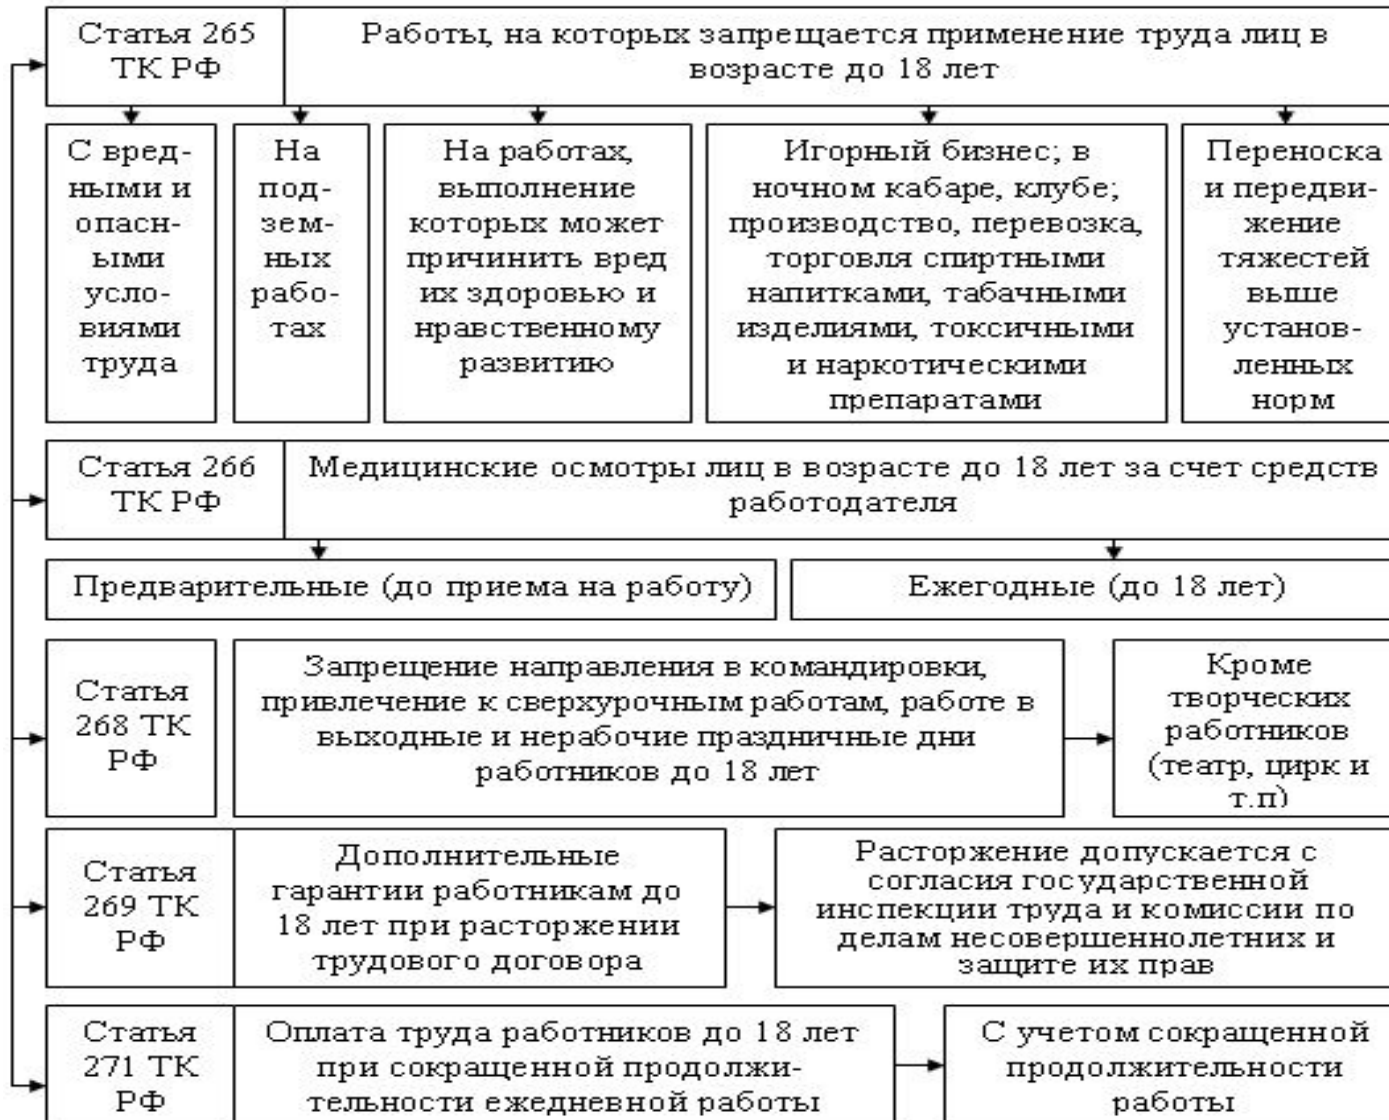 Статья 265
ТК РФ
Работы, на которых запрещается применение труда лиц в
возрасте до 18 лет
С вред-
ными и
опасн-
ыми
усло-
виями
труда
На
под-
зем-
ных
рабо-
тах
На работах,
выполнение
которых может
причинить вред
их здоровью и
нравственному
развитию
Игорный бизнес; в
ночном кабаре, клубе;
производство, перевозка,
торговля спиртными
напитками, табачными
изделиями, токсичными
и наркотическими
препаратами
Переноска
и передви-
жение
тяжестей
выше
установ-
ленных
норм
Статья 266
ТК РФ
Медицинские осмотры лиц в возрасте до 18 лет за счет средств
работодателя
Предварительные (до приема на работу)
Ежегодные (до 18 лет)
Статья
268 ТК
РФ
Запрещение направления в командировки,
привлечение к сверхурочным работам, работе в
выходные и нерабочие праздничные дни
работников до 18 лет
Кроме
творческих
работников
(театр, цирк и
т.п)
Статья
269 ТК
РФ
Дополнительные
гарантии работникам до
18 лет при расторжении
трудового договора
Расторжение допускается с
согласия государственной
инспекции труда и комиссии по
делам несовершеннолетних и
защите их прав
Статья
271 ТК
РФ
Оплата труда работников до 18 лет
при сокращенной продолжи-
тельности ежедневной работы
С учетом сокращенной
продолжительности
работы